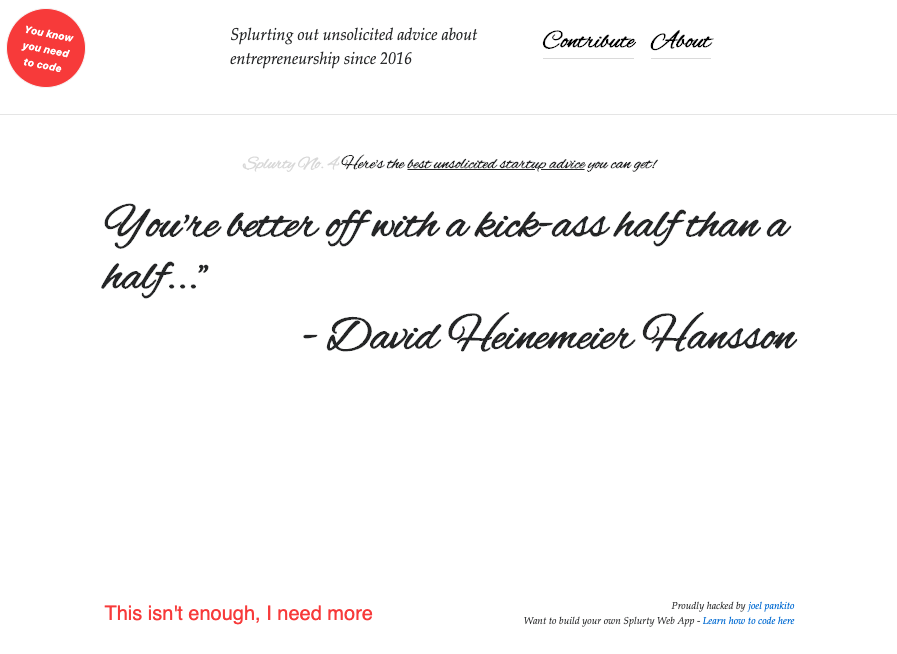 You know
you need
to code
Splurting out unsolicited advice about
entrepreneurship since 2016
Contribute About
Splurty No. 4 Here's the best unsolicited startup advice you can get!
You're better off with a kick-ass half than a
half..."
- David Heinemeier Hansson
This isn't enough, I need more
Proudly hacked by joel pankito
Want to build your own Splurty Web App - Learn how to code here